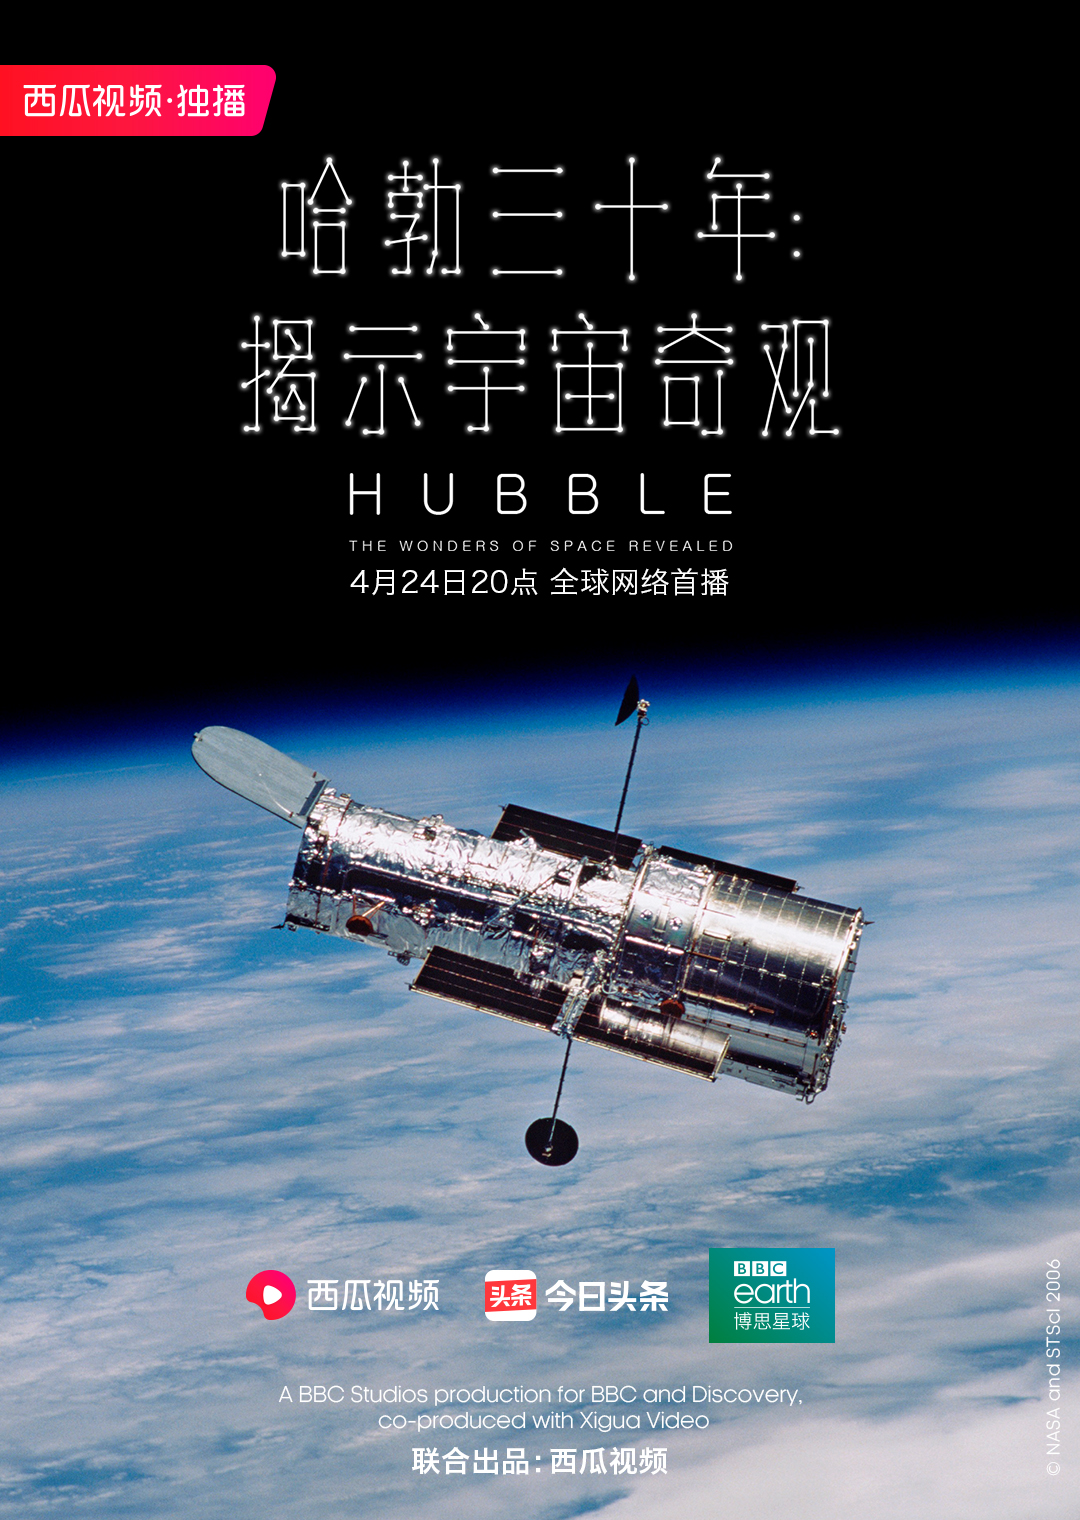 西瓜视频·独播
哈勃三十年:
揭示宇宙奇观
HUBBLE
THE WONDERS OF SPACE REVEALED
4月24日20点 全球网络首播
西瓜视频
头条 今日头条
BBC
earth
博思星球
A BBC Studios production for BBC and Discovery,
co-produced with Xigua Video
联合出品:西瓜视频
© NASA and STScI 2006